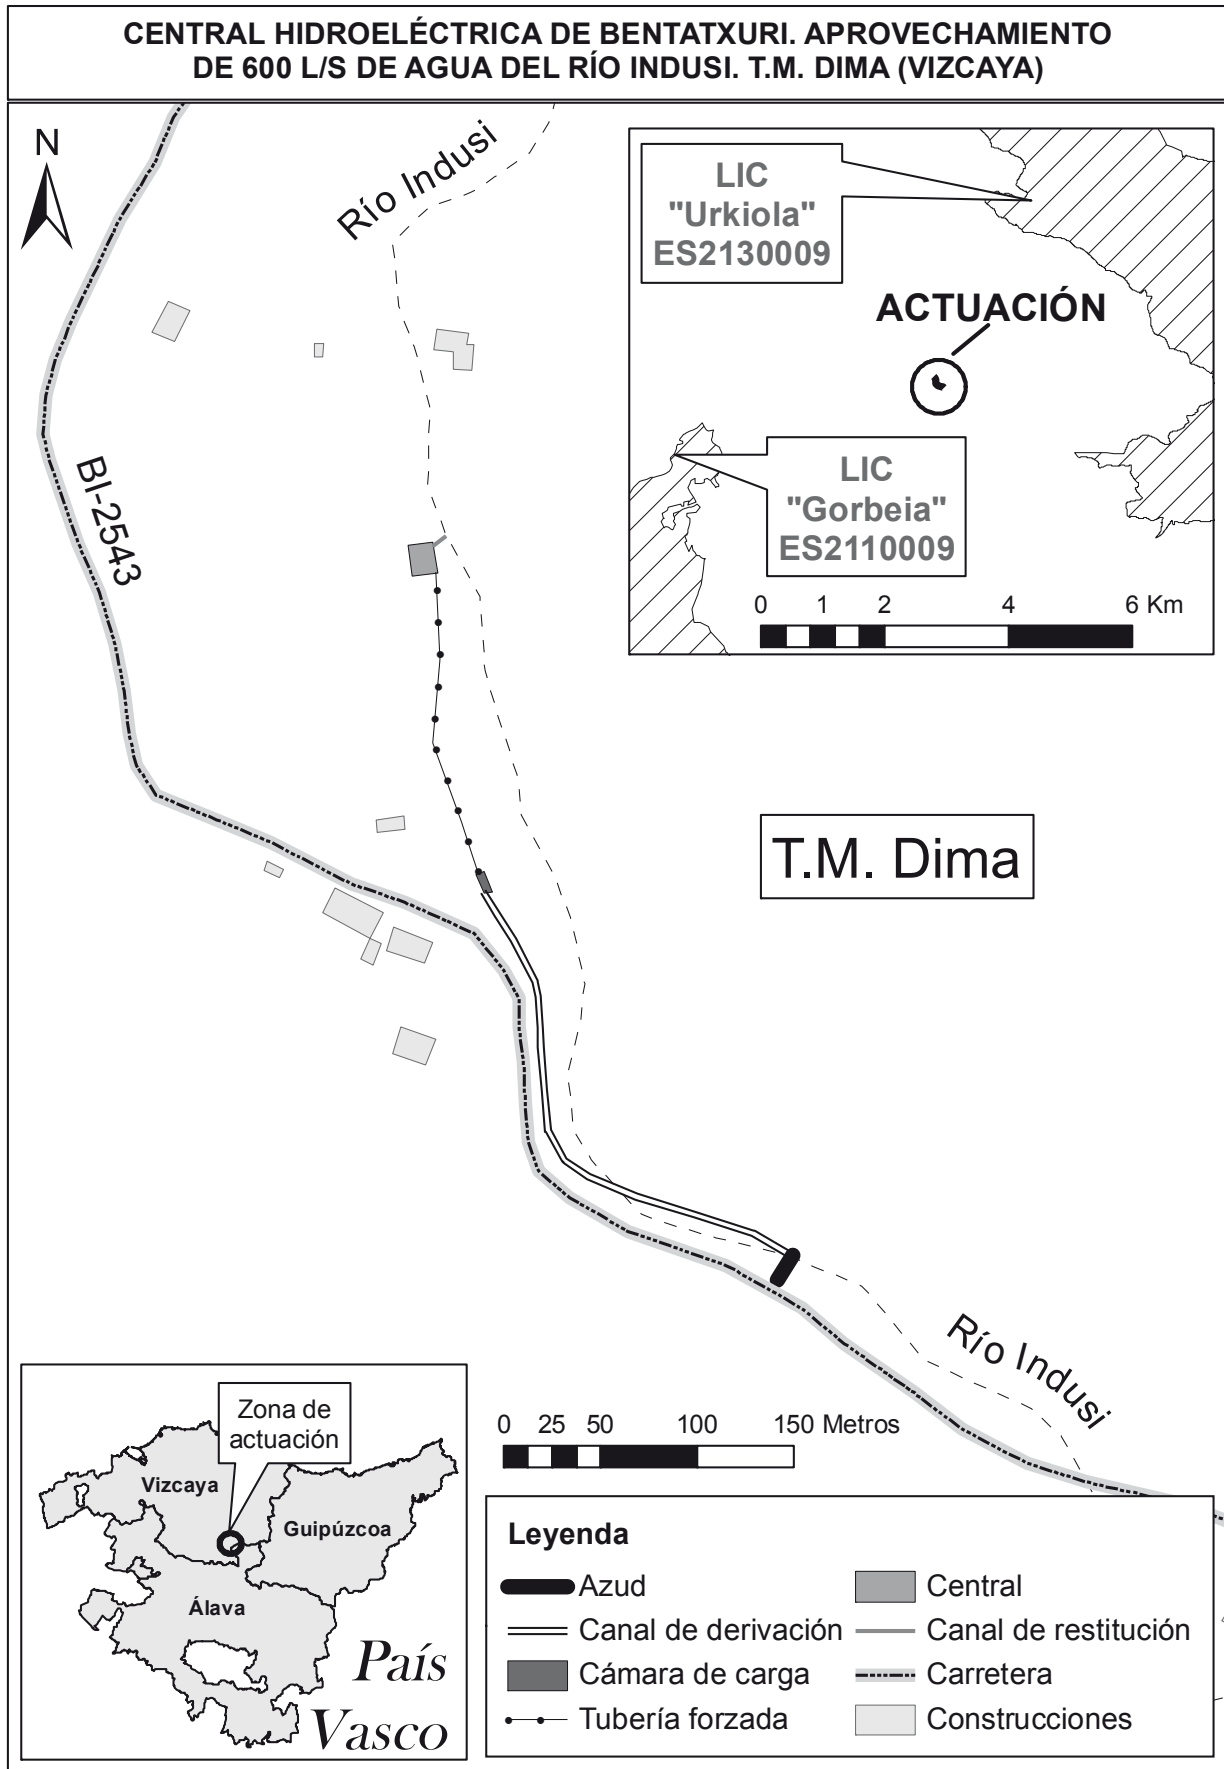 CENTRAL HIDROELÉCTRICA DE BENTATXURI. APROVECHAMIENTO
DE 600 L/S DE AGUA DEL RÍO INDUSI. T.M. DIMA (VIZCAYA)
N
Río Indusi
LIC
"Urkiola"
ES2130009
ACTUACIÓN
LIC
"Gorbeia"
ES2110009
0 1 2 4 6 Km
BI-2543
T.M. Dima
Río Indusi
0 25 50 100 150 Metros
Zona de
actuación
Vizcaya
Guipúzcoa
Álava
País
Vasco
Leyenda
Azud
Canal de derivación
Cámara de carga
Tubería forzada
Central
Canal de restitución
Carretera
Construcciones